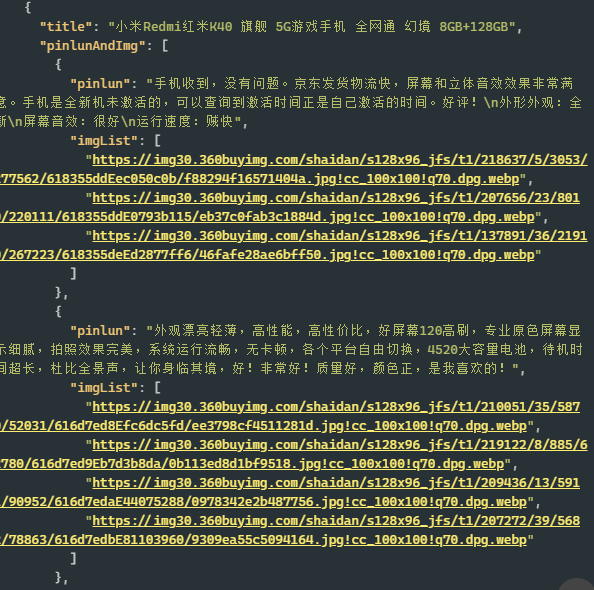 {
"title": "小米Redmi红米K40 旗舰 5G游戏手机 全网通 幻境 8GB+128GB",
"pinlunAndImg": [
{
"pinlun": "手机收到，没有问题。京东发货物流快，屏幕和立体音效效果非常满
意。手机是全新机未激活的，可以查询到激活时间正是自己激活的时间。好评！\n外形外观：全
新\n屏幕音效：很好\n运行速度：贼快",
"imgList": [
"https://img30.360buyimg.com/shaidan/s128x96_jfs/t1/218637/5/3053/
277562/618355ddEec050c0b/f88294f16571404a.jpg!cc_100x100!q70.dpg.webp",
"https://img30.360buyimg.com/shaidan/s128x96_jfs/t1/207656/23/801
/220111/618355ddE0793b115/eb37c0fab3c1884d.jpg!cc_100x100!q70.dpg.webp",
"https://img30.360buyimg.com/shaidan/s128x96_jfs/t1/137891/36/2191
/267223/618355deEd2877ff6/46fafe28ae6bff50.jpg!cc_100x100!q70.dpg.webp"
]
},
{
"pinlun": "外观漂亮轻薄，高性能，高性价比，好屏幕120高刷，专业原色屏幕显
示细腻，拍照效果完美，系统运行流畅，无卡顿，各个平台自由切换，4520大容量电池，待机时
间超长，杜比全景声，让你身临其境，好！非常好！质量好，颜色正，是我喜欢的！",
"imgList": [
"https://img30.360buyimg.com/shaidan/s128x96_jfs/t1/210051/35/587
/52031/616d7ed8Efc6dc5fd/ee3798cf4511281d.jpg!cc_100x100!q70.dpg.webp",
"https://img30.360buyimg.com/shaidan/s128x96_jfs/t1/219122/8/885/6
2780/616d7ed9Eb7d3b8da/0b113ed8d1bf9518.jpg!cc_100x100!q70.dpg.webp",
"https://img30.360buyimg.com/shaidan/s128x96_jfs/t1/209436/13/591
/90952/616d7edaE44075288/0978342e2b487756.jpg!cc_100x100!q70.dpg.webp",
"https://img30.360buyimg.com/shaidan/s128x96_jfs/t1/207272/39/568
/78863/616d7edbE81103960/9309ea55c5094164.jpg!cc_100x100!q70.dpg.webp"
]
},